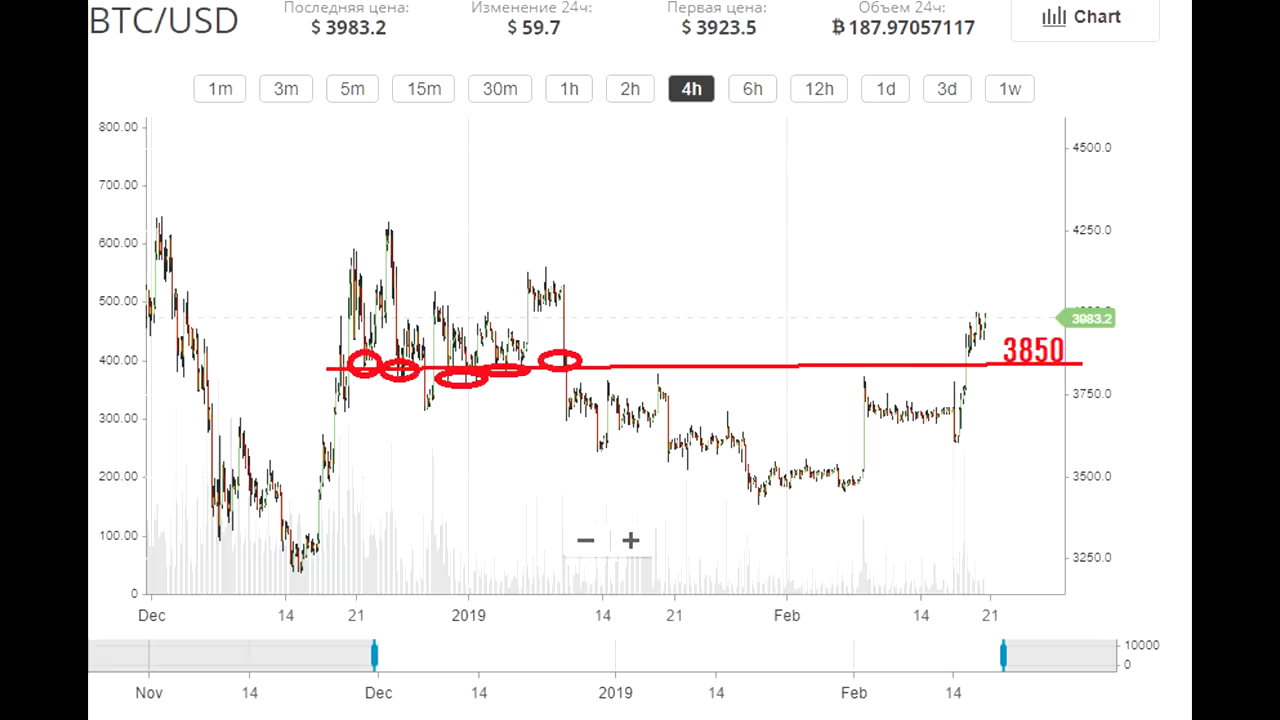 BTC/USD
Последняя цена:
$ 3983.2
Изменение 24ч:
$ 59.7
Первая цена:
$ 3923.5
Объем 24ч:
₿ 187.97057117
Chart
1m 3m 5m 15m 30m 1h 2h 4h 6h 12h 1d 3d 1w
800.00
700.00
600.00
500.00
400.00
300.00
200.00
100.00
0
4500.0
4250.0
3983.2
3850
3750.0
3500.0
3250.0
Dec 14 21 2019 14 21 Feb 14 21
10000
0
Nov 14 Dec 14 2019 14 Feb 14